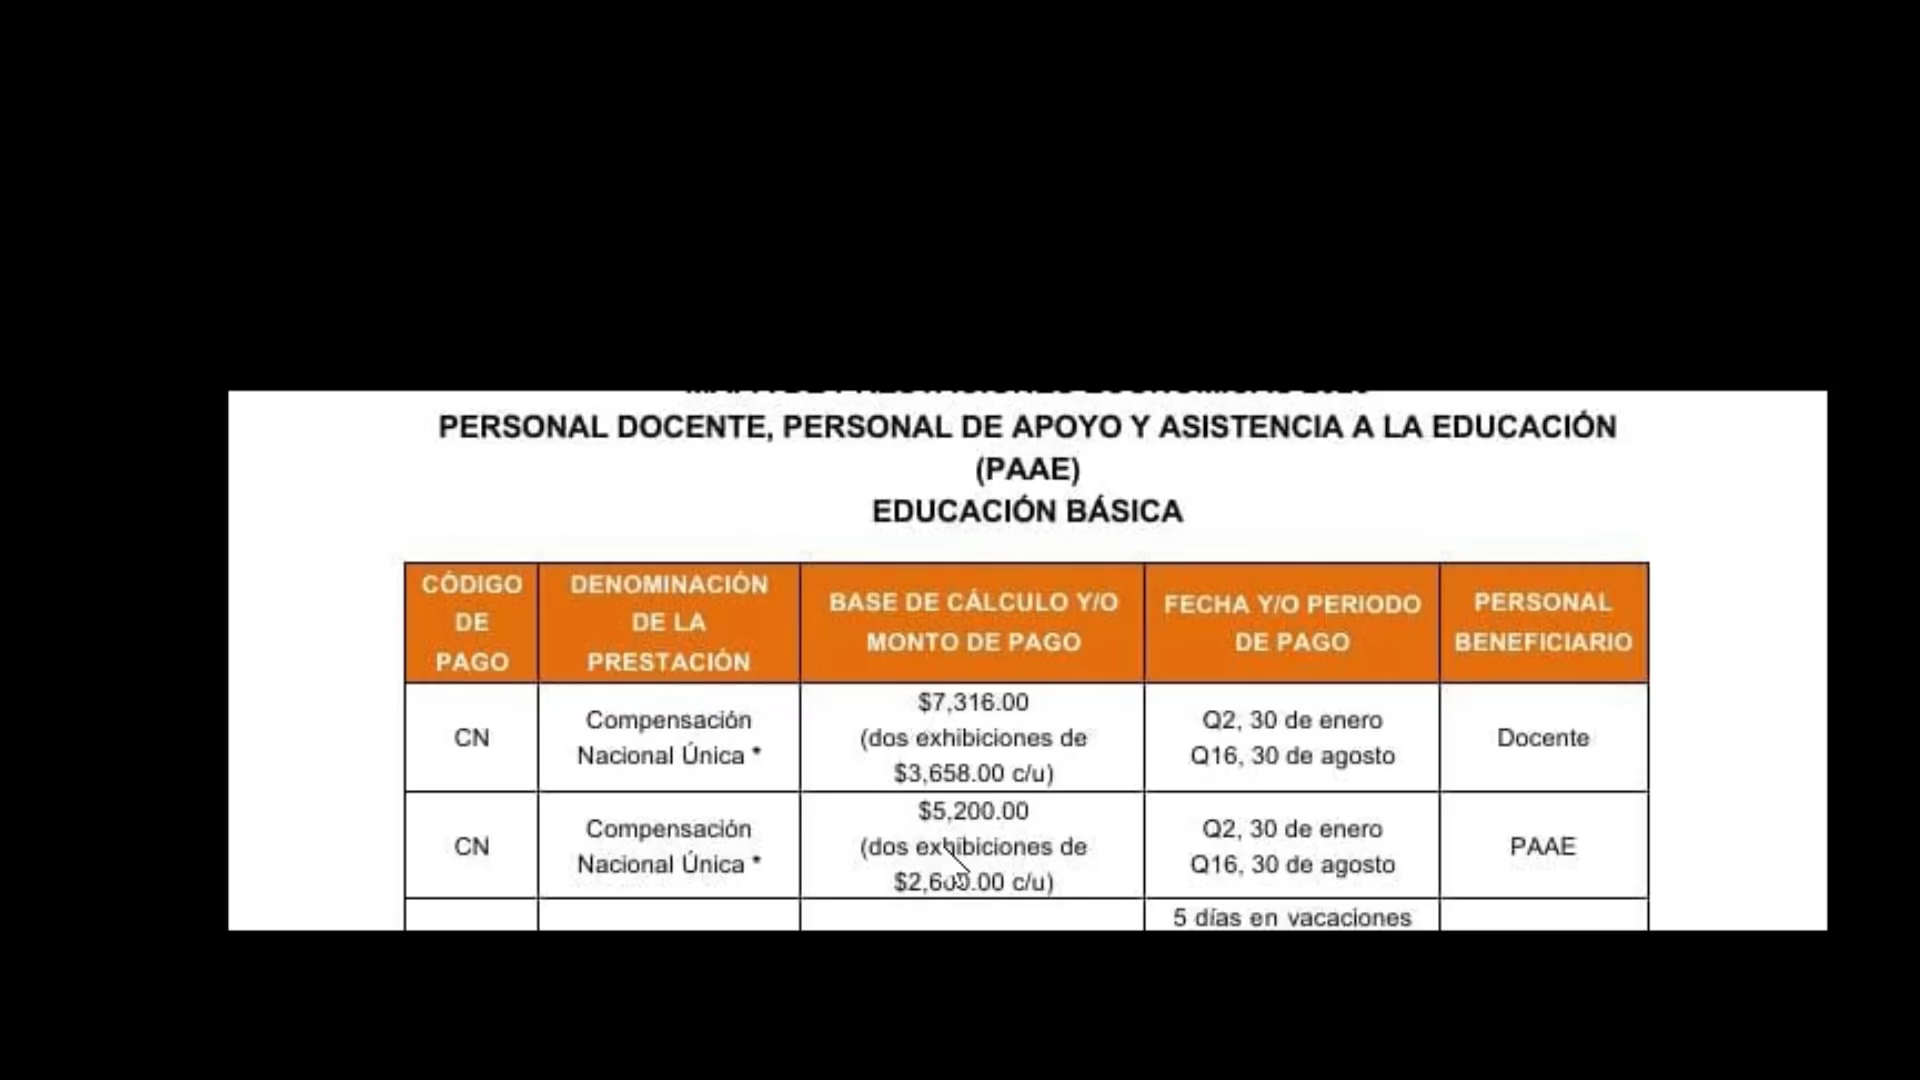 PERSONAL DOCENTE, PERSONAL DE APOYO Y ASISTENCIA A LA EDUCACIÓN
(PAAE)
EDUCACIÓN BÁSICA
CÓDIGO
DE
PAGO
DENOMINACIÓN
DE LA
PRESTACIÓN
BASE DE CÁLCULO Y/O
MONTO DE PAGO
FECHA Y/O PERIODO
DE PAGO
PERSONAL
BENEFICIARIO
CN
Compensación
Nacional Única *
$7,316.00
(dos exhibiciones de
$3,658.00 c/u)
Q2, 30 de enero
Q16, 30 de agosto
Docente
CN
Compensación
Nacional Única *
$5,200.00
(dos exhibiciones de
$2,600.00 c/u)
Q2, 30 de enero
Q16, 30 de agosto
PAAE
5 días en vacaciones